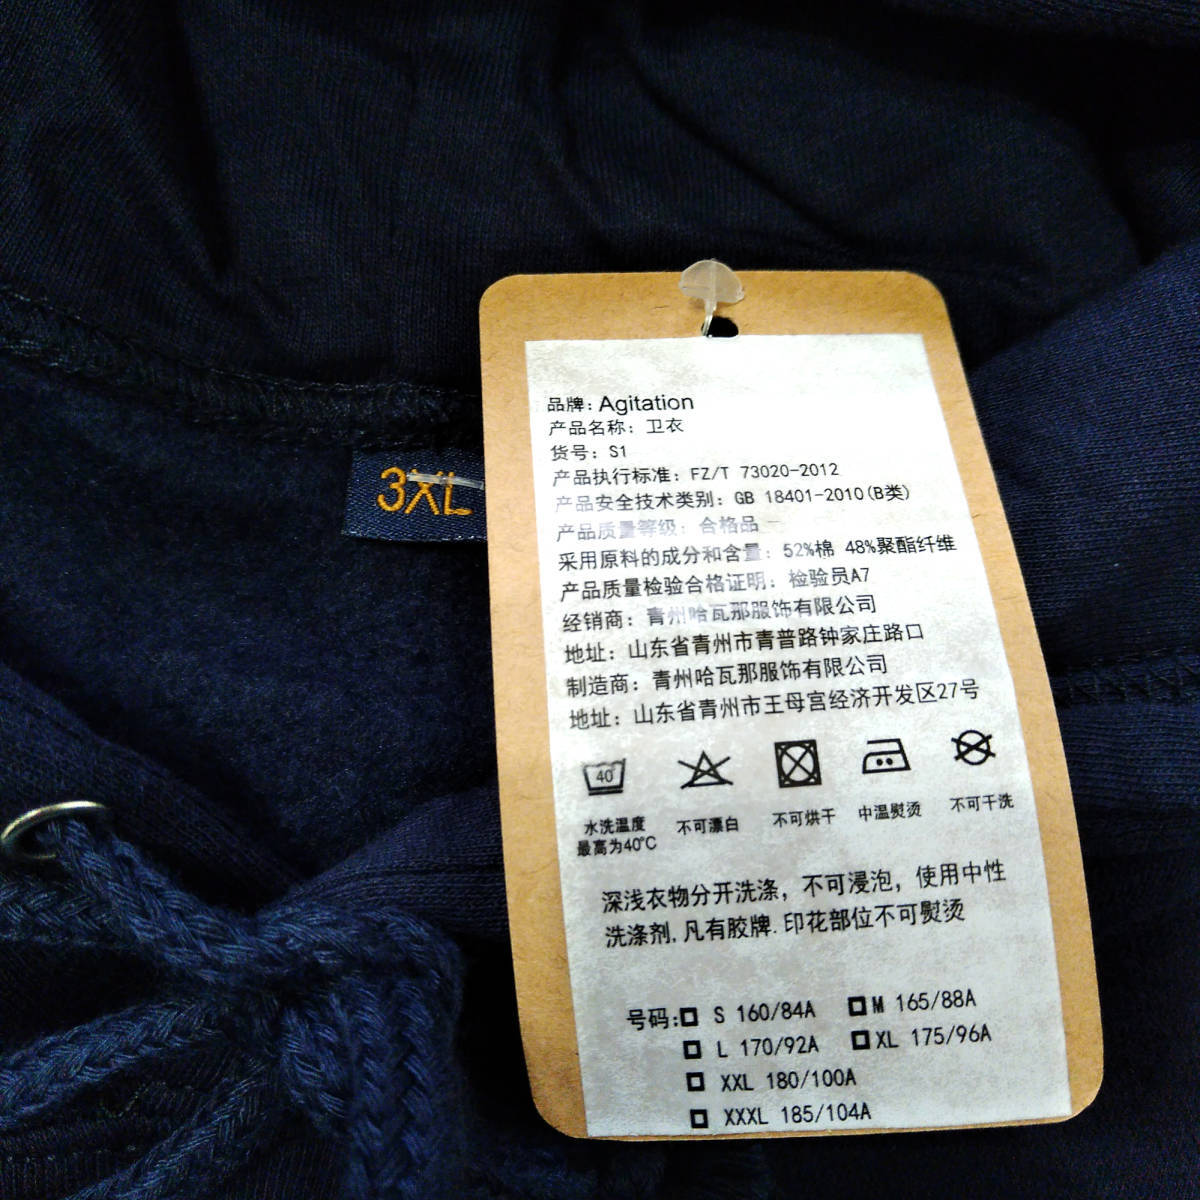 3XL
品牌: Agitation
产品名称: 卫衣
货号: S1
产品执行标准: FZ/T 73020-2012
产品安全技术类别: GB 18401-2010(B类)
产品质量等级: 合格品
采用原料的成分和含量: 52%棉 48%聚酯纤维
产品质量检验合格证明: 检验员A7
经销商: 青州哈瓦那服饰有限公司
地址: 山东省青州市青普路钟家庄路口
制造商: 青州哈瓦那服饰有限公司
地址: 山东省青州市王母宫经济开发区27号
40
水洗温度 不可漂白 不可烘干 中温熨烫 不可干洗
最高为40℃
深浅衣物分开洗涤, 不可浸泡, 使用中性
洗涤剂,凡有胶牌.印花部位不可熨烫
号码: S 160/84A M 165/88A
L 170/92A XL 175/96A
XXL 180/100A
XXXL 185/104A